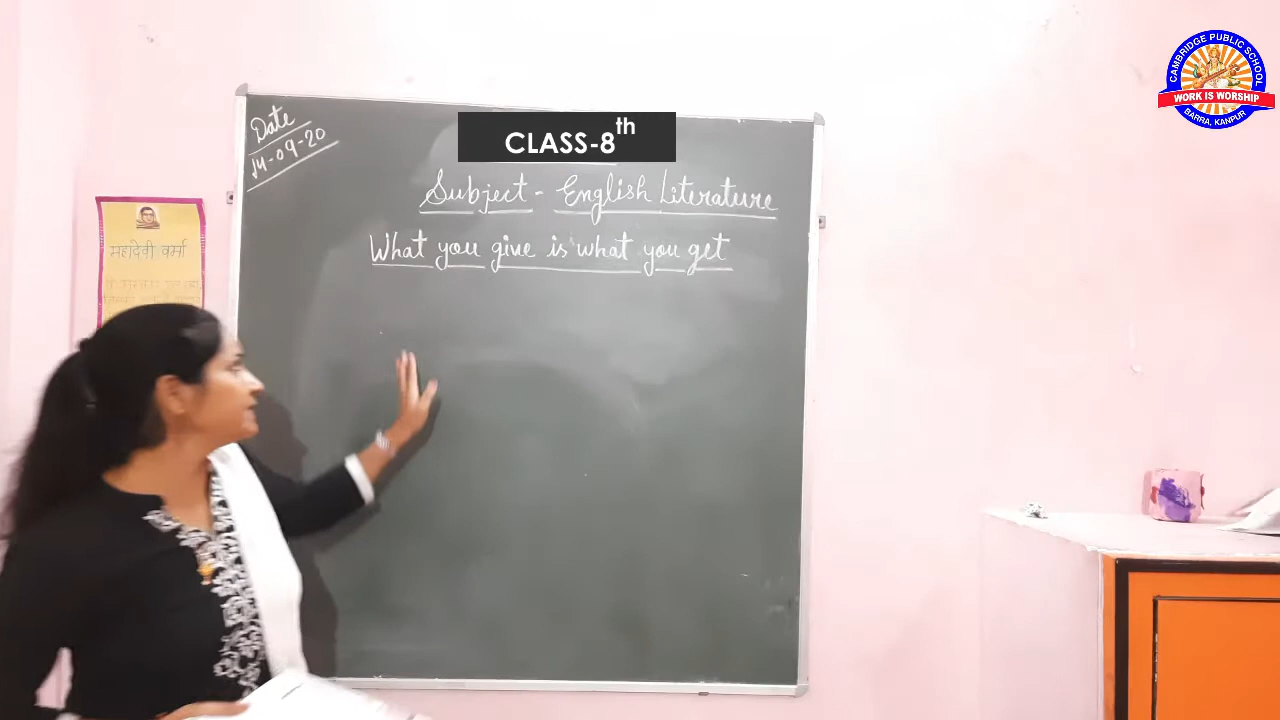 CAMBRIDGE PUBLIC SCHOOL
WORK IS WORSHIP
BARRA, KANPUR
CLASS-8th
Date
14-09-20
Subject - English Literature
What you give is what you get
महादेवी वर्मा